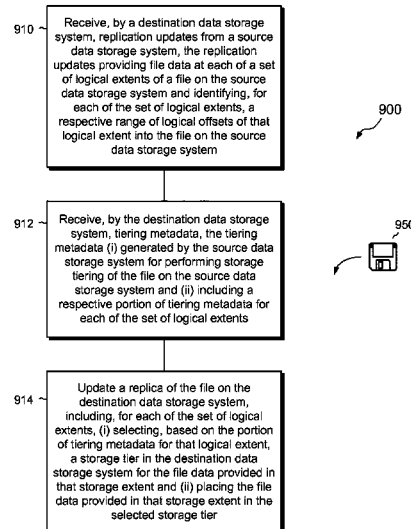 910
Receive, by a destination data storage
system, replication updates from a source
data storage system, the replication
updates providing file data at each of a set
of logical extents of a file on the source
data storage system and identifying, for
each of the set of logical extents, a
respective range of logical offsets of that
logical extent into the file on the source
data storage system
900
912
Receive, by the destination data storage
system, tiering metadata, the tiering
metadata (i) generated by the source data
storage system for performing storage
tiering of the file on the source data
storage system and (ii) including a
respective portion of tiering metadata for
each of the set of logical extents
950
914
Update a replica of the file on the
destination data storage system,
including, for each of the set of logical
extents, (i) selecting, based on the
portion of tiering metadata for that logical
extent, a storage tier in the destination data
storage system for the file data provided in
that storage extent and (ii) placing the file
data provided in that storage extent in the
selected storage tier